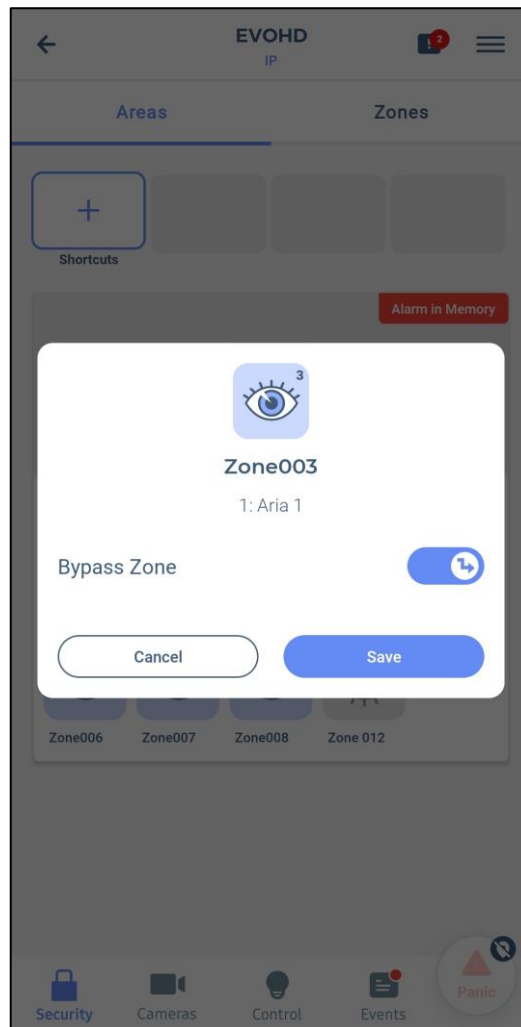 EVOHD
2
IP
Areas
Zones
Shortcuts
Alarm in Memory
3
Zone003
1: Aria 1
Bypass Zone
Cancel
Save
Zone006
Zone007
Zone008
Zone 012
Security
Cameras
Control
Events
Panic